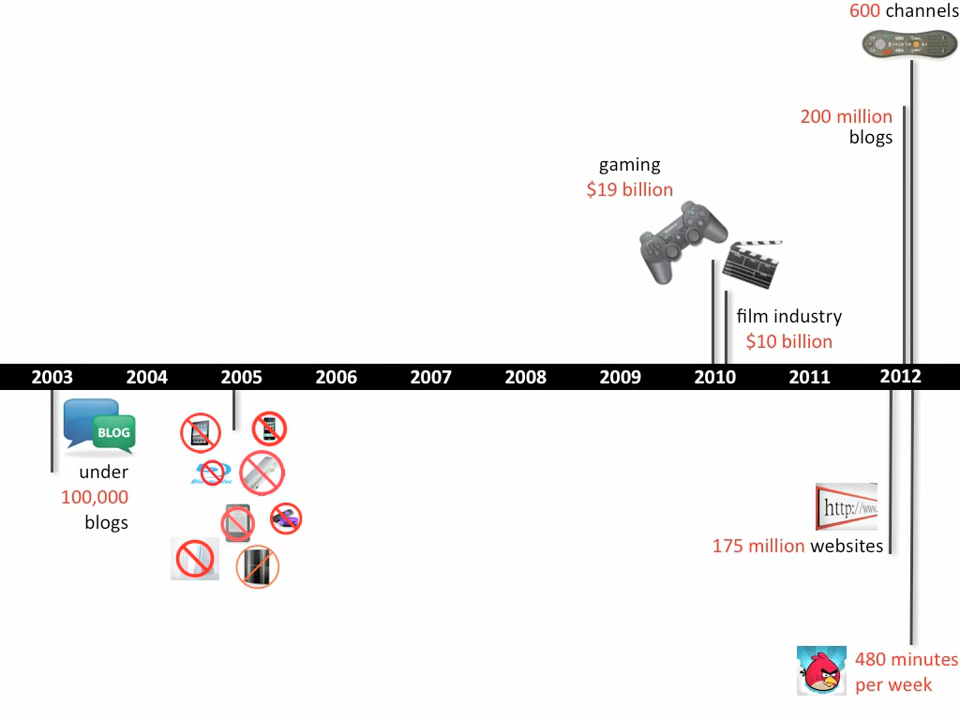 600 channels
200 million
blogs
gaming
$19 billion
film industry
$10 billion
2003 2004 2005 2006 2007 2008 2009 2010 2011 2012
BLOG
under
100,000
blogs
http://www.
175 million websites
480 minutes
per week